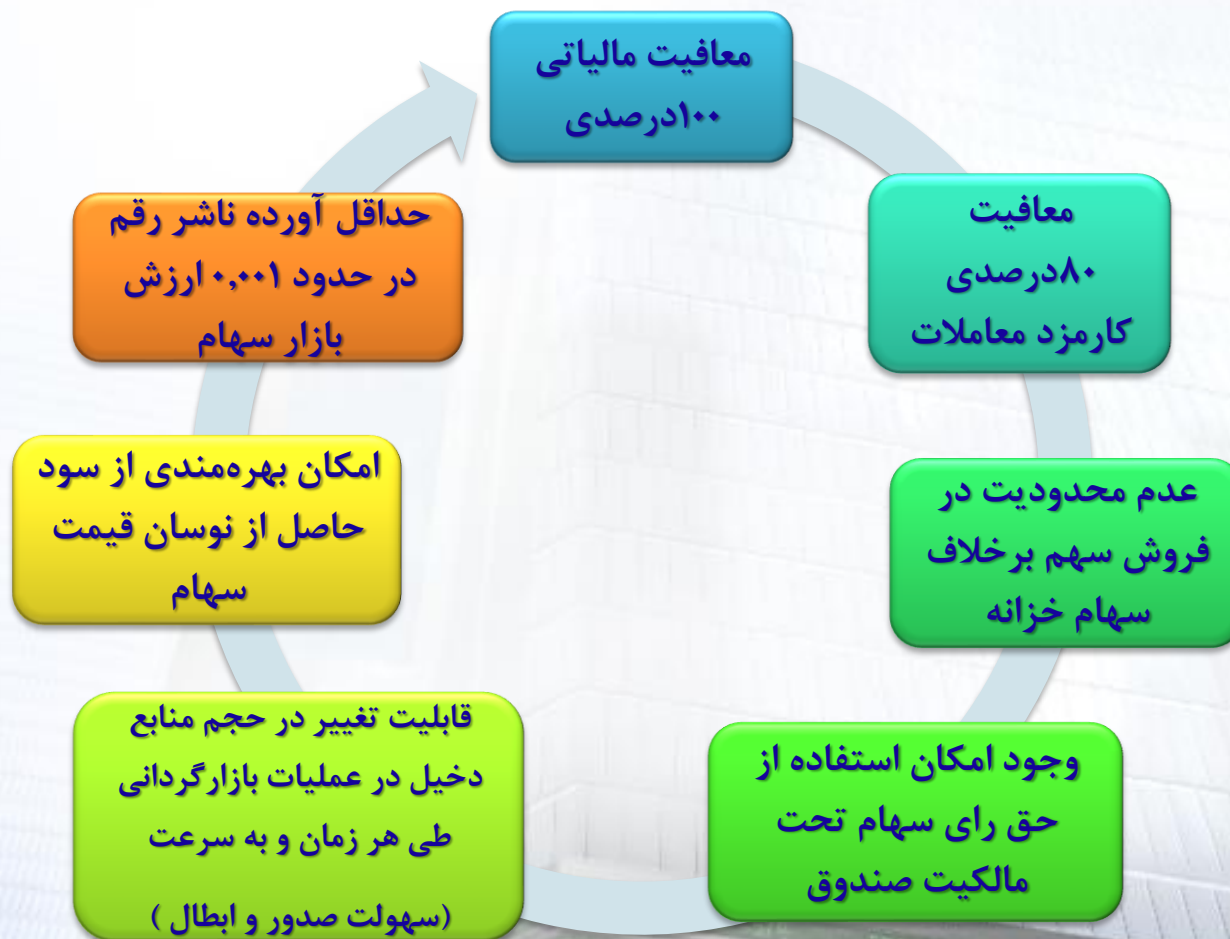 معافیت مالیاتی
۱۰۰درصدی
معافیت
۸۰درصدی
کارمزد معاملات
عدم محدودیت در
فروش سهم برخلاف
سهام خزانه
وجود امکان استفاده از
حق رای سهام تحت
مالکیت صندوق
قابلیت تغییر در حجم منابع
دخیل در عملیات بازارگردانی
طی هر زمان و به سرعت
(سهولت صدور و ابطال )
امکان بهره‌مندی از سود
حاصل از نوسان قیمت
سهام
حداقل آورده ناشر رقم
در حدود ۰,۰۰۱ ارزش
بازار سهام